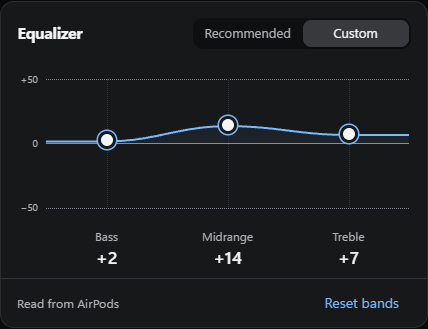 Equalizer
Recommended Custom
+50
0
−50
Bass Midrange Treble
+2 +14 +7
Read from AirPods Reset bands